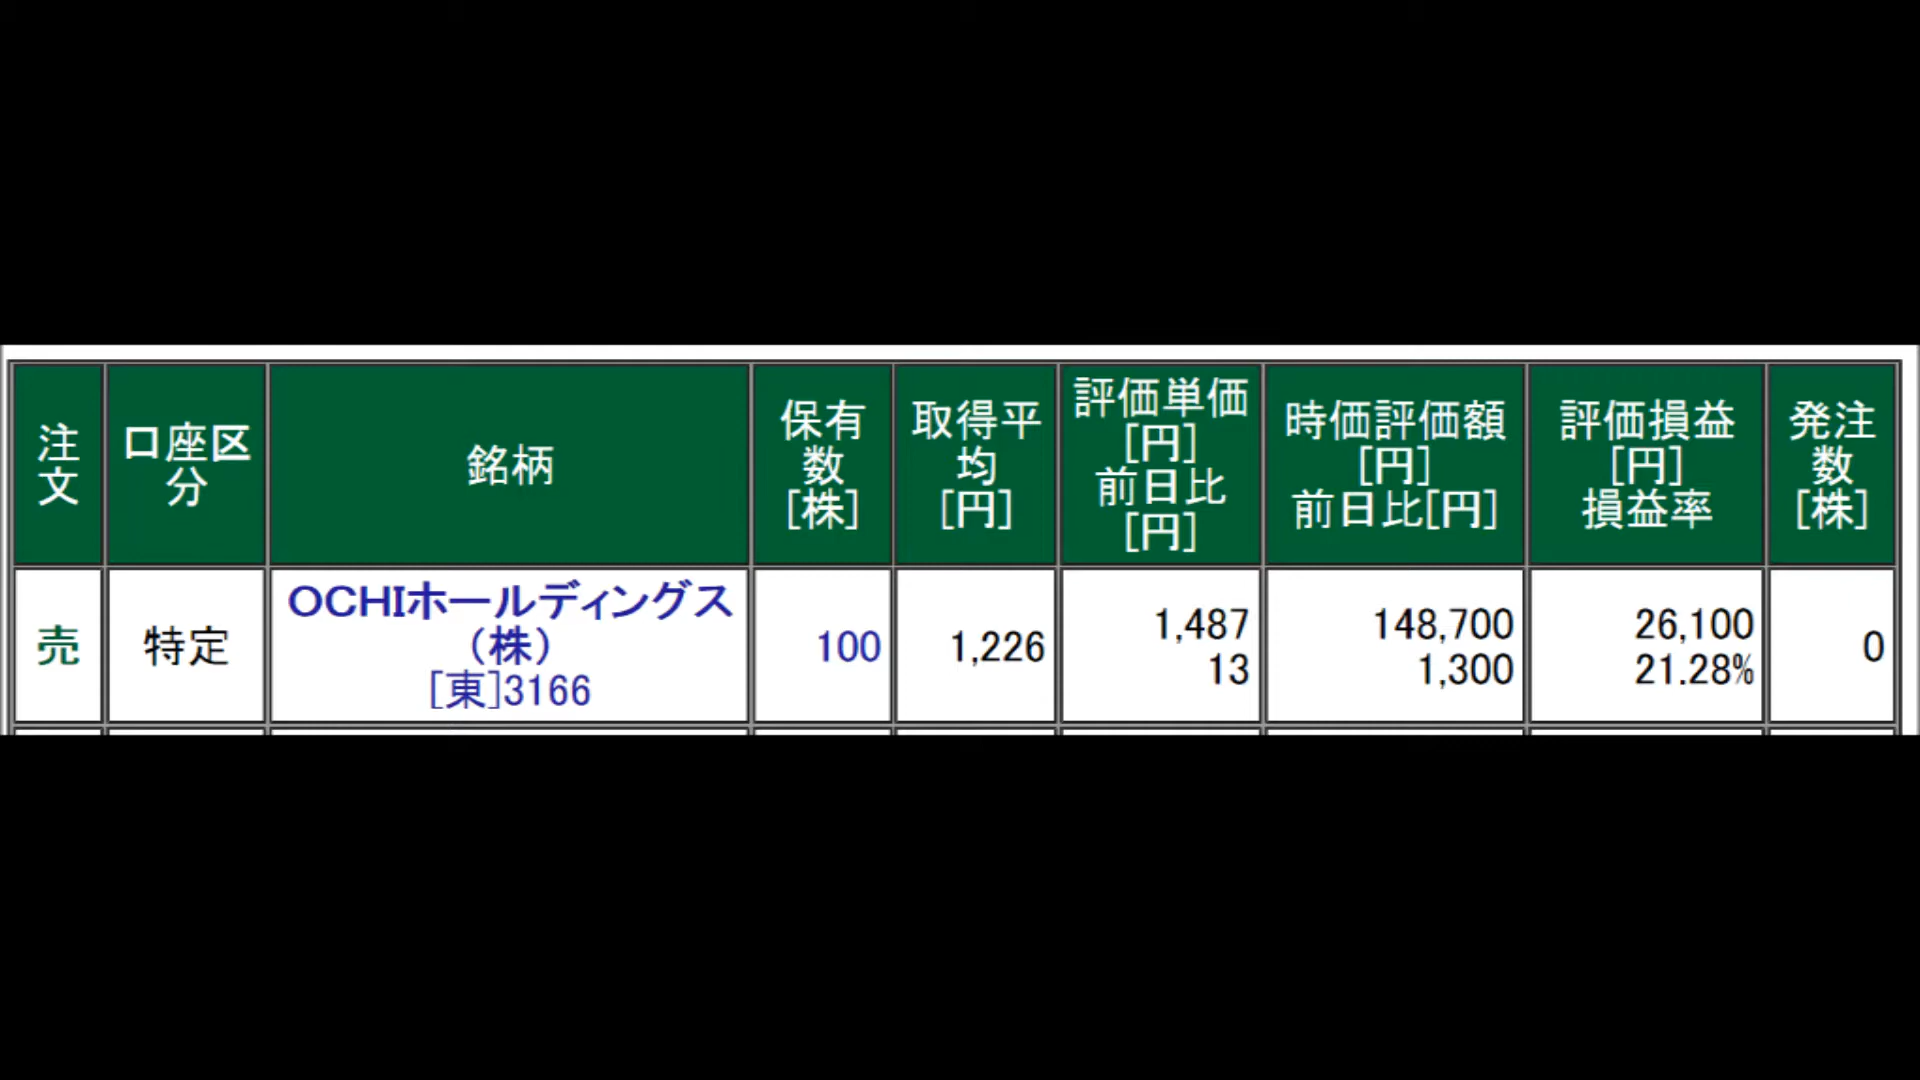 注文
口座区分
銘柄
保有数
[株]
取得平均
[円]
評価単価
[円]
前日比
[円]
時価評価額
[円]
前日比[円]
評価損益
[円]
損益率
発注数
[株]
売
特定
OCHIホールディングス
（株）
[東]3166
100
1,226
1,487
13
148,700
1,300
26,100
21.28%
0